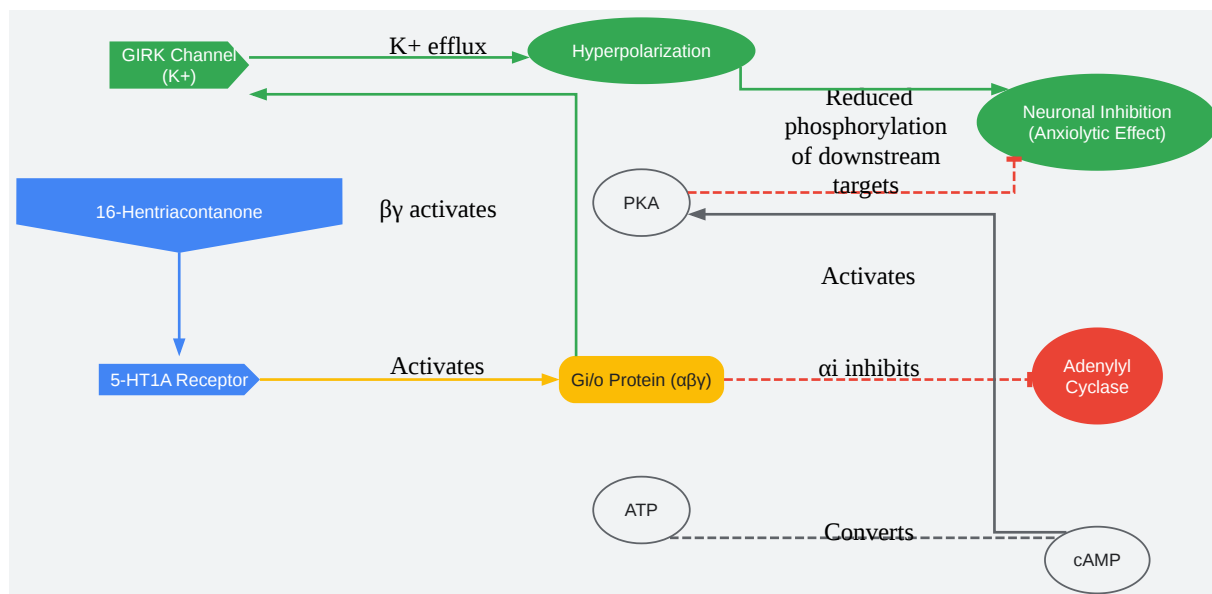 GIRK Channel
(K+)
K+ efflux
Hyperpolarization
Neuronal Inhibition
(Anxiolytic Effect)
Reduced
phosphorylation
of downstream
targets
PKA
16-Hentriacontanone
βγ activates
Activates
5-HT1A Receptor
Activates
Gi/o Protein (αβγ)
αi inhibits
Adenylyl
Cyclase
ATP
Converts
cAMP